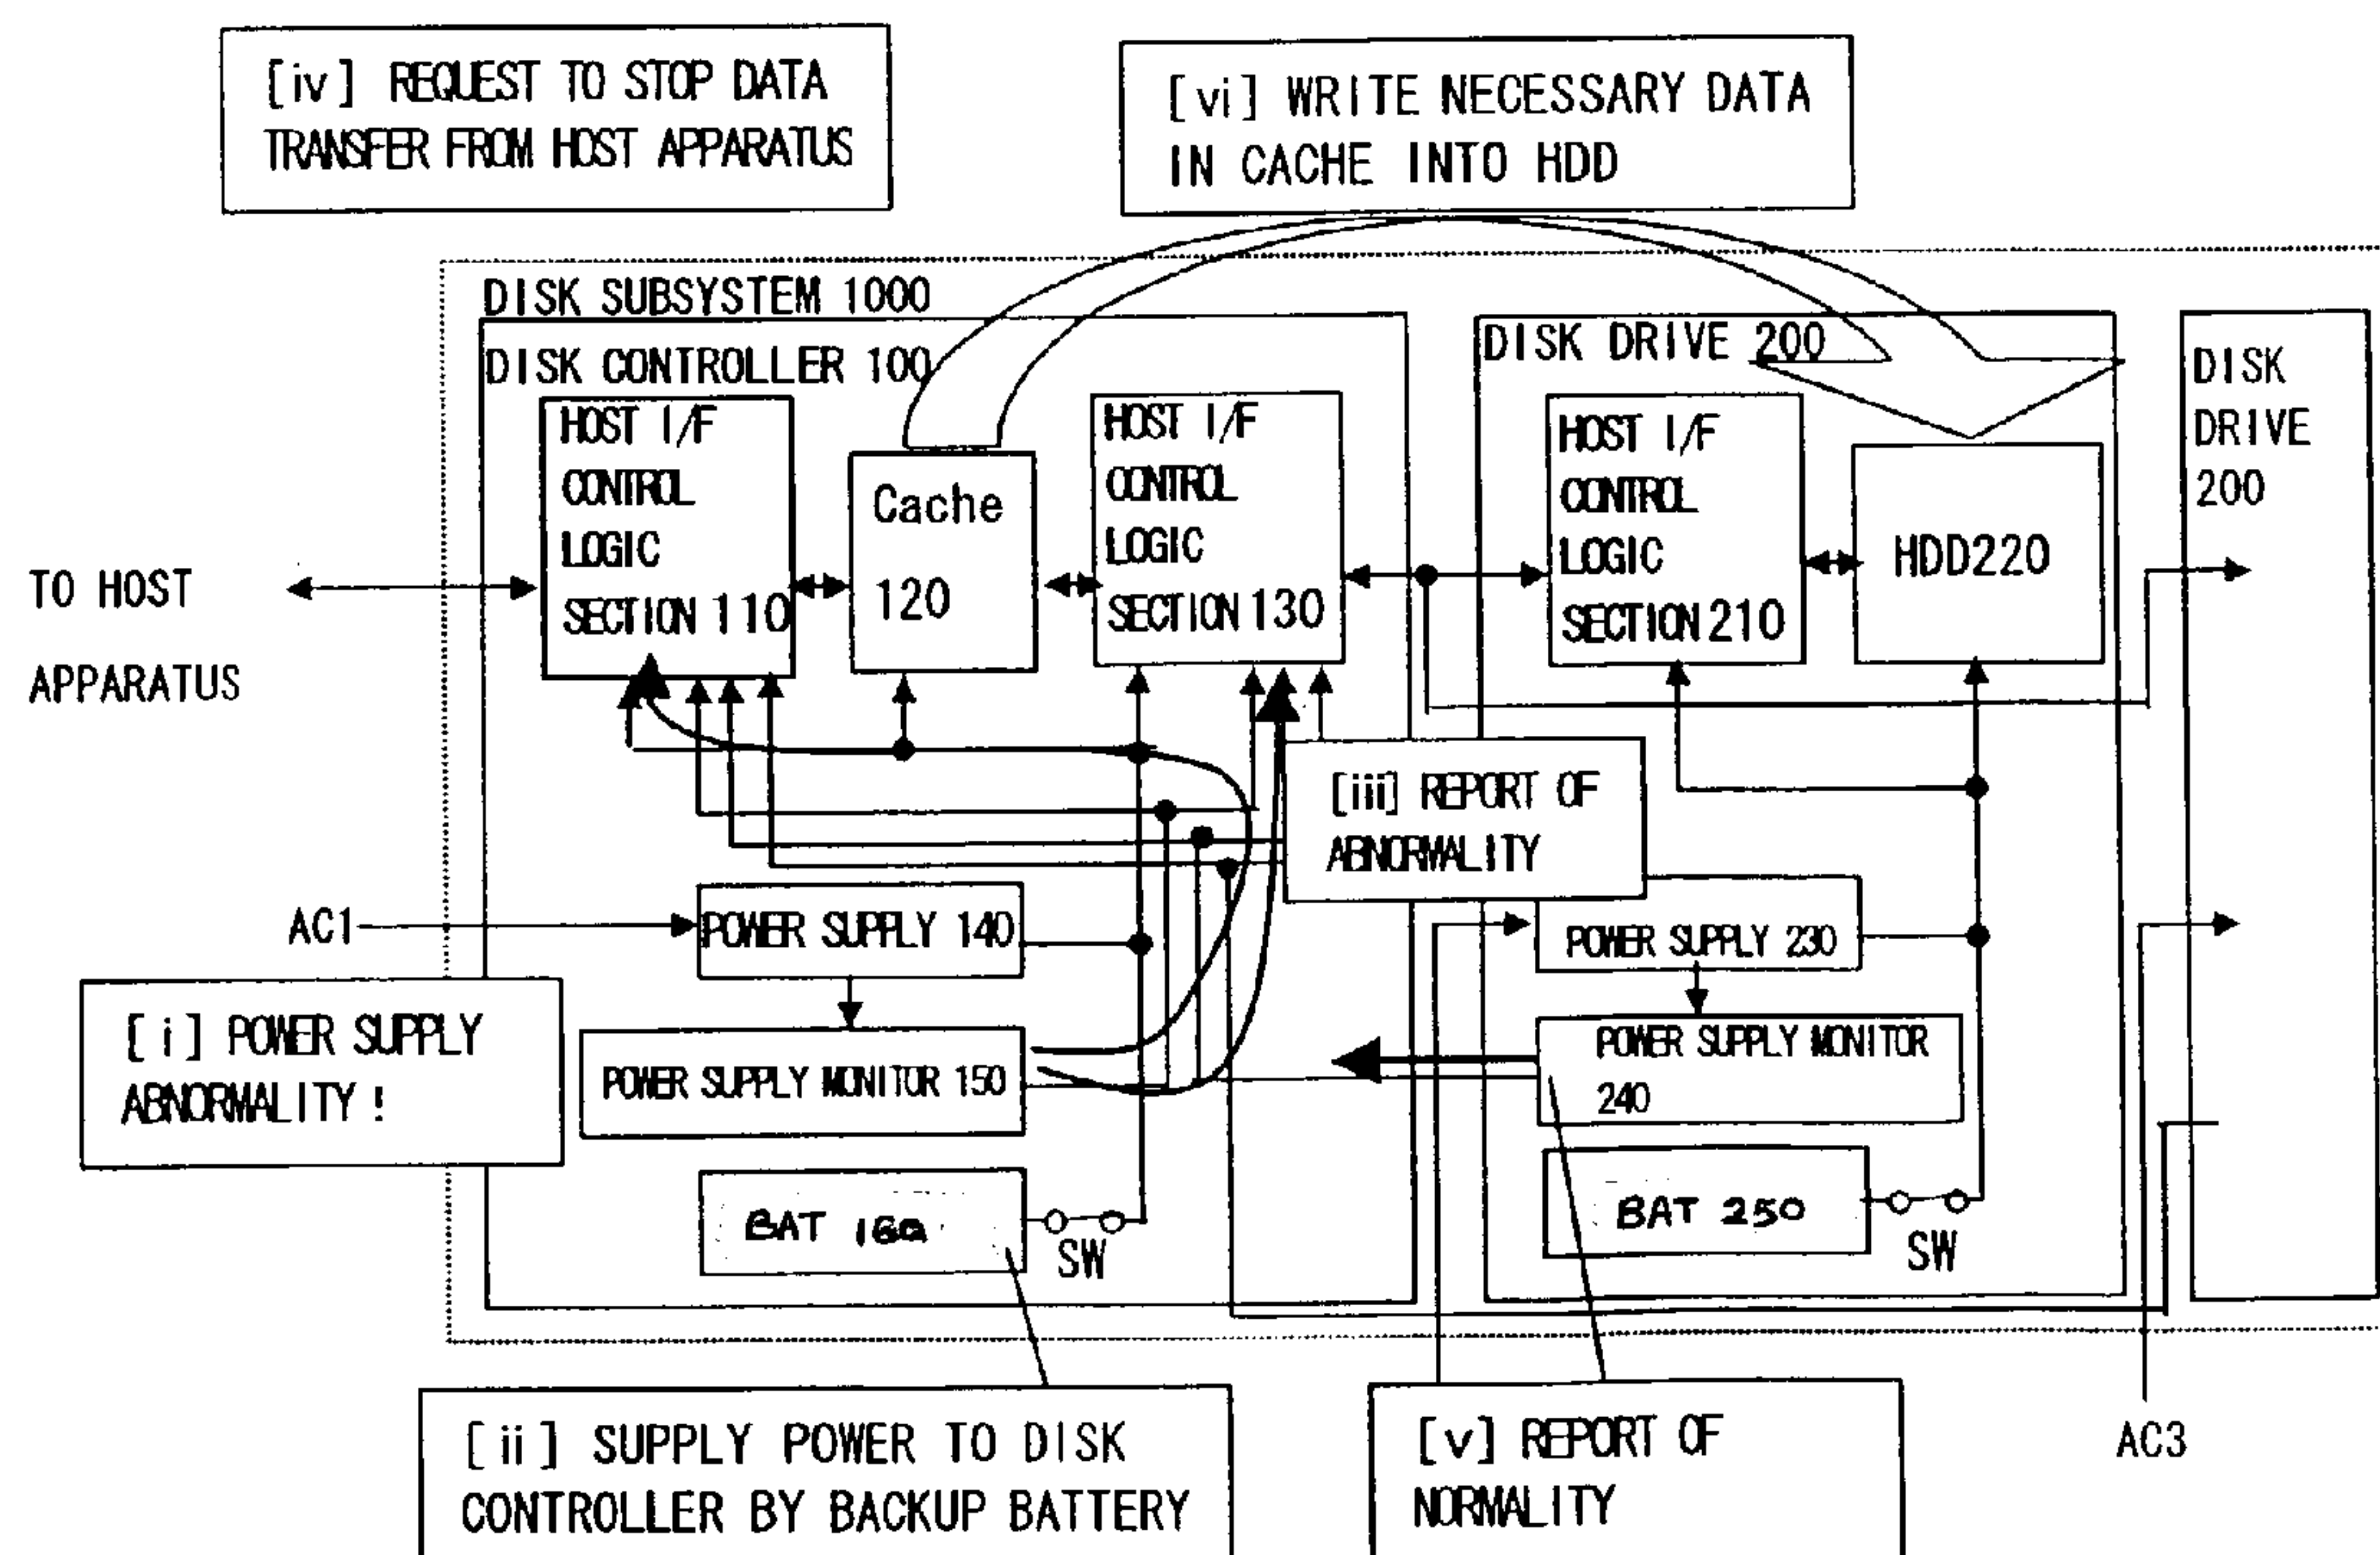 [iv] REQUEST TO STOP DATA
TRANSFER FROM HOST APPARATUS
[vi] WRITE NECESSARY DATA
IN CACHE INTO HDD
DISK SUBSYSTEM 1000
DISK CONTROLLER 100
HOST I/F
CONTROL
LOGIC
SECTION 110
Cache
120
HOST I/F
CONTROL
LOGIC
SECTION 130
DISK DRIVE 200
HOST I/F
CONTROL
LOGIC
SECTION 210
HDD220
DISK
DRIVE
200
TO HOST
APPARATUS
[iii] REPORT OF
ABNORMALITY
AC1
POWER SUPPLY 140
POWER SUPPLY 230
[i] POWER SUPPLY
ABNORMALITY!
POWER SUPPLY MONITOR 150
POWER SUPPLY MONITOR
240
BAT 160
SW
BAT 250
SW
[ii] SUPPLY POWER TO DISK
CONTROLLER BY BACKUP BATTERY
[v] REPORT OF
NORMALITY
AC3